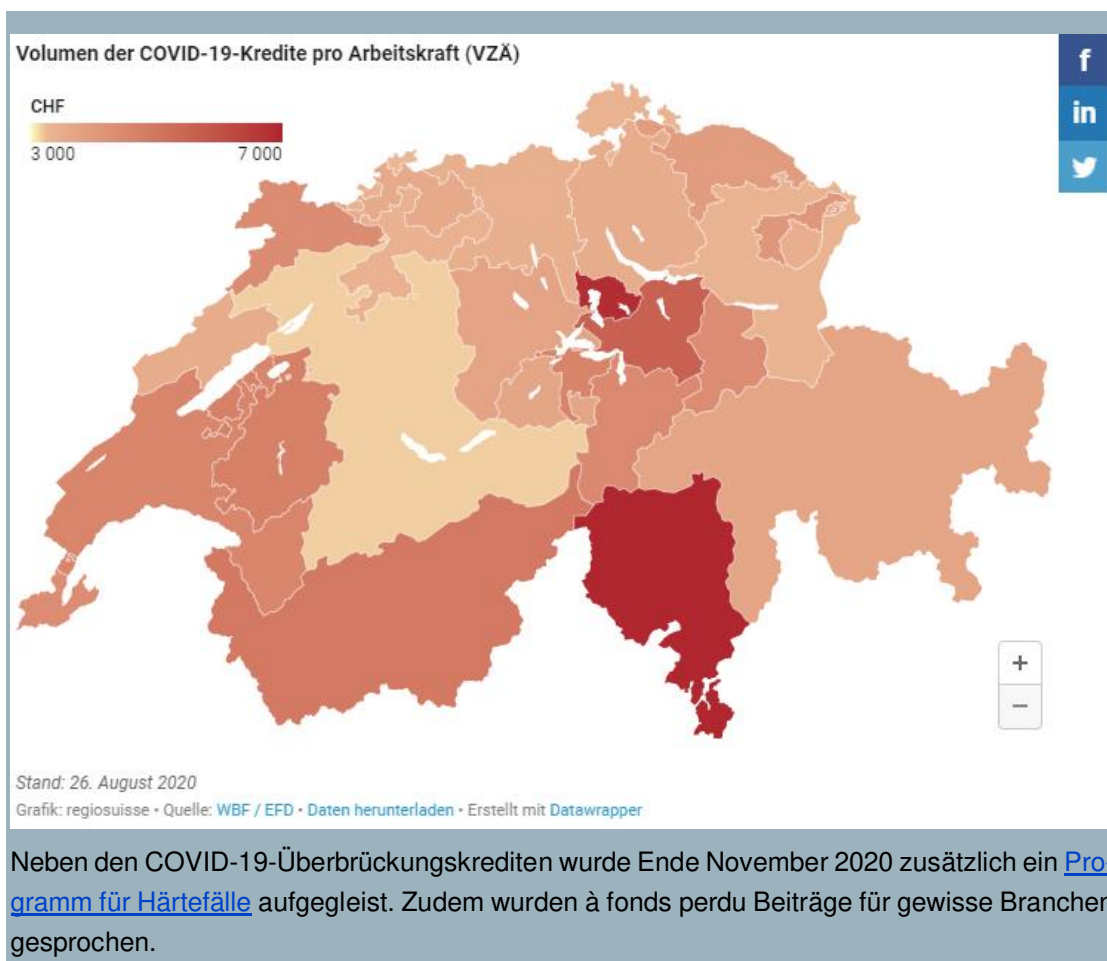 Volumen der COVID-19-Kredite pro Arbeitskraft (VZÄ)
CHF
3 000 7 000
f
in
+
−
Stand: 26. August 2020
Grafik: regiosuisse • Quelle: WBF / EFD • Daten herunterladen • Erstellt mit Datawrapper
Neben den COVID-19-Überbrückungskrediten wurde Ende November 2020 zusätzlich ein Pro
gramm für Härtefälle aufgegleist. Zudem wurden à fonds perdu Beiträge für gewisse Branchen
gesprochen.